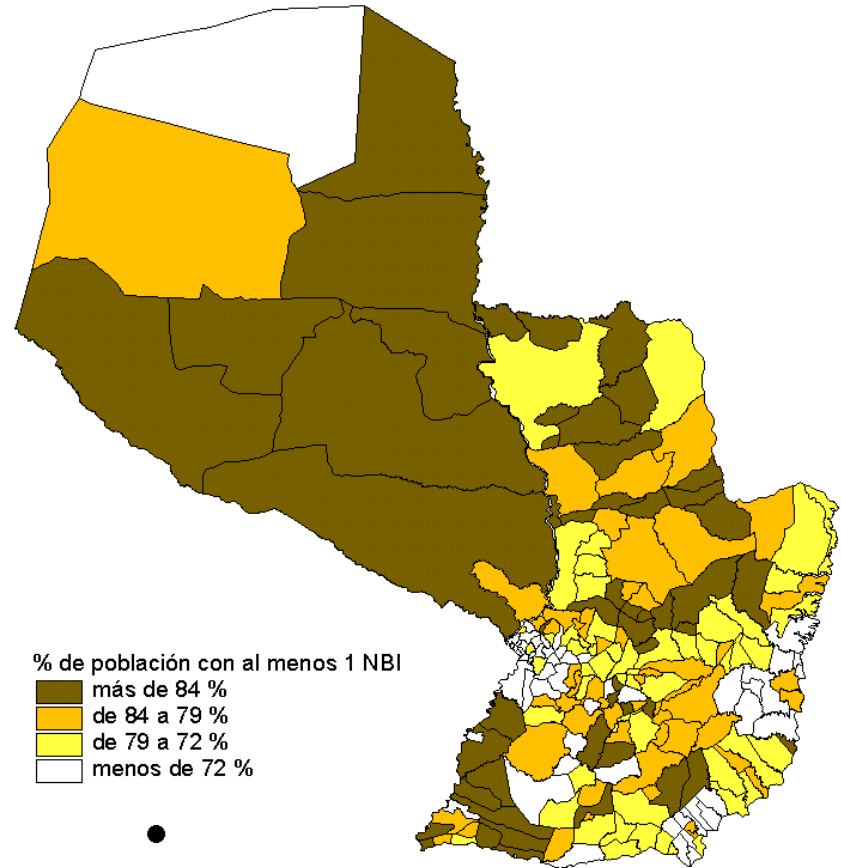 % de población con al menos 1 NBI
más de 84 %
de 84 a 79 %
de 79 a 72 %
menos de 72 %